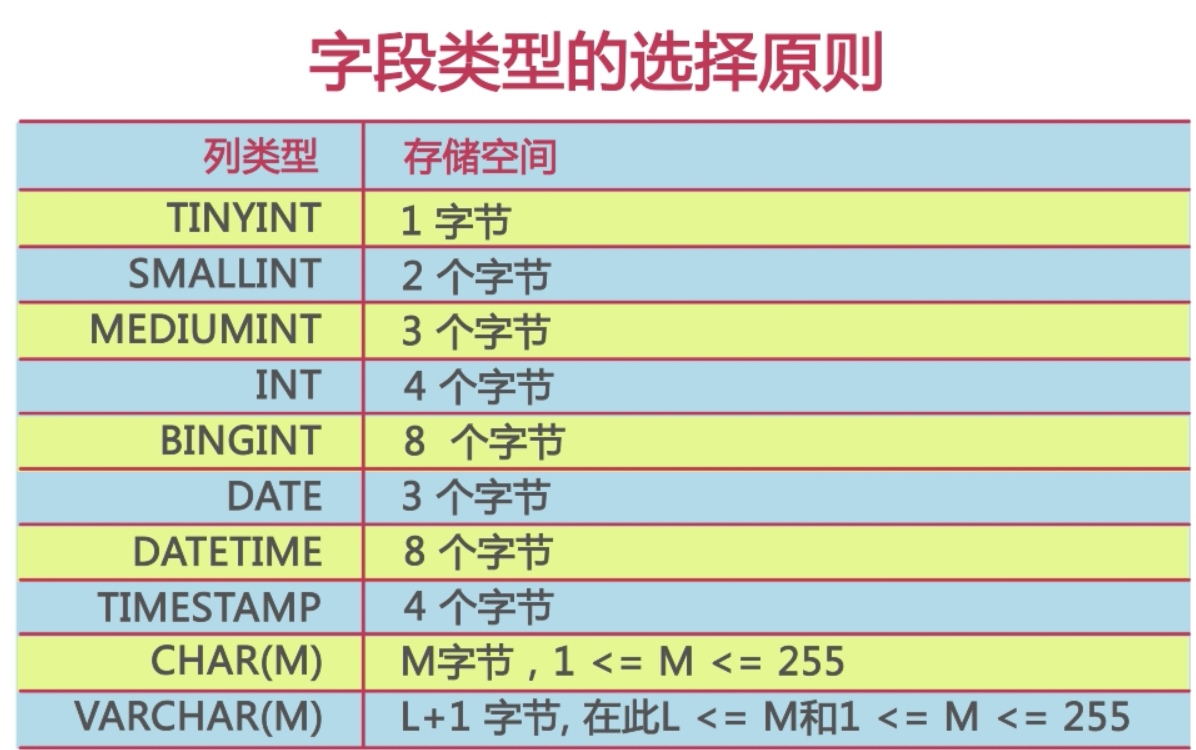 字段类型的选择原则
列类型 存储空间
TINYINT 1 字节
SMALLINT 2 个字节
MEDIUMINT 3 个字节
INT 4 个字节
BINGINT 8 个字节
DATE 3 个字节
DATETIME 8 个字节
TIMESTAMP 4 个字节
CHAR(M) M字节 , 1 <= M <= 255
VARCHAR(M) L+1 字节, 在此L <= M和1 <= M <= 255